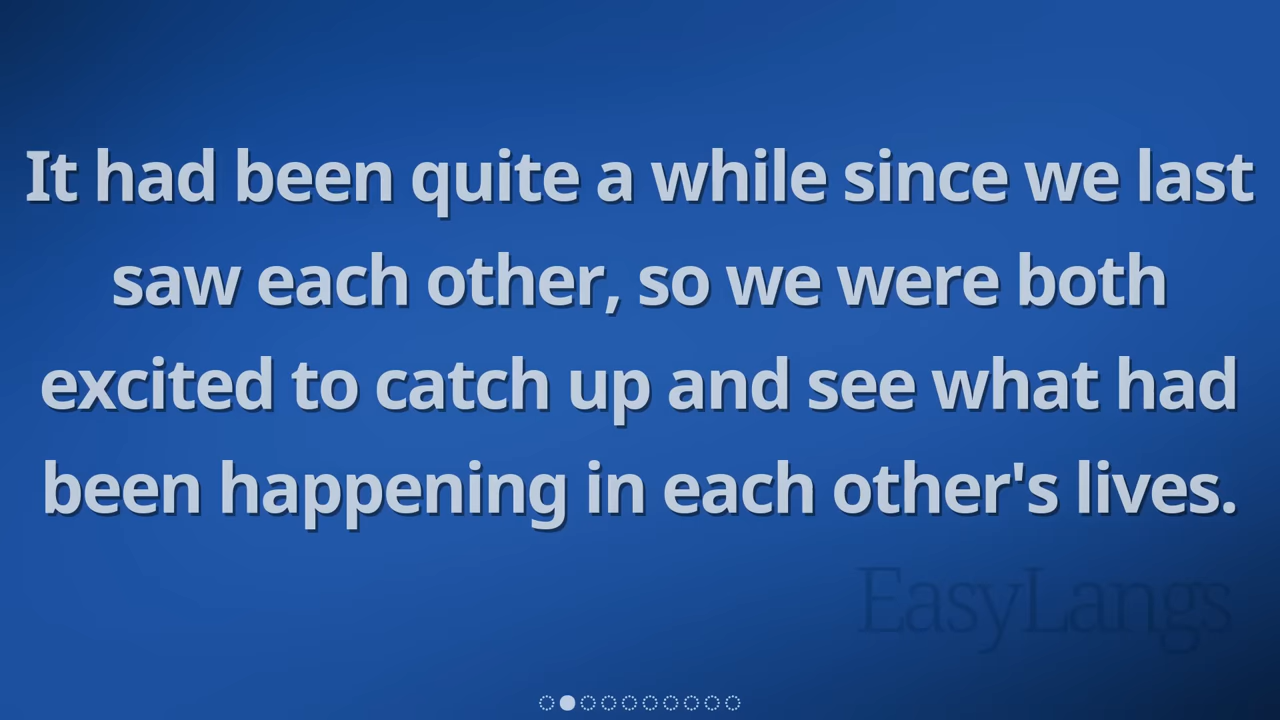 It had been quite a while since we last
saw each other, so we were both
excited to catch up and see what had
been happening in each other's lives.
EasyLangs